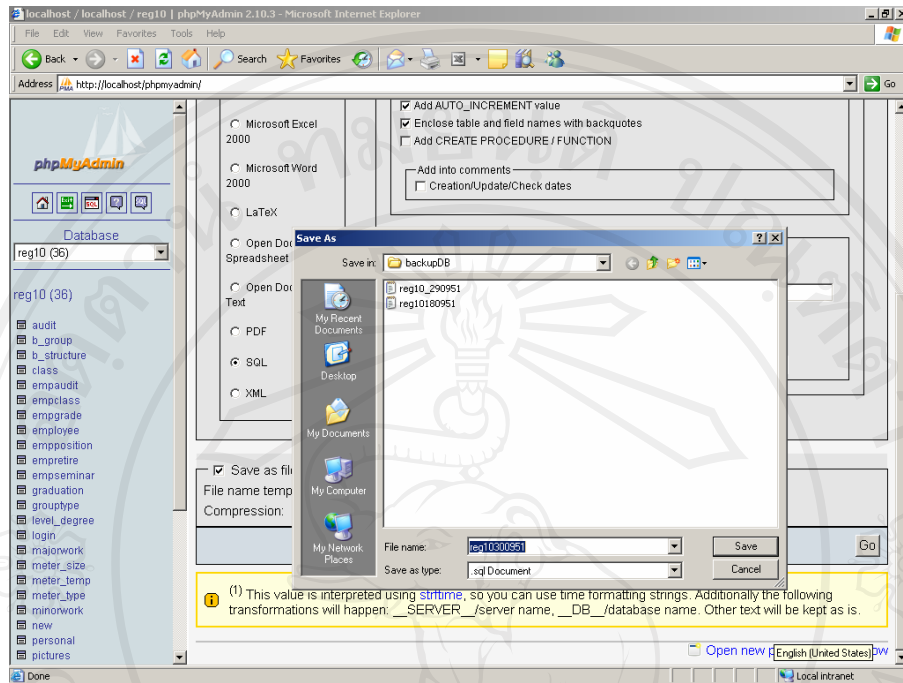 localhost / localhost / reg10 | phpMyAdmin 2.10.3 - Microsoft Internet Explorer
File Edit View Favorites Tools Help
Back Search Favorites
Address http://localhost/phpmyadmin/ Go
phpMyAdmin
SQL
Database
reg10 (36)
reg10 (36)
audit
b_group
b_structure
class
empaudit
empclass
empgrade
employee
empposition
empretire
empseminar
graduation
grouptype
level_degree
login
majorwork
meter_size
meter_temp
meter_type
minorwork
new
personal
pictures
Microsoft Excel
2000
Microsoft Word
2000
LaTeX
Open Doc
Spreadsheet
Open Doc
Text
PDF
SQL
XML
Add AUTO_INCREMENT value
Enclose table and field names with backquotes
Add CREATE PROCEDURE / FUNCTION
Add into comments
Creation/Update/Check dates
Save As
Save in: backupDB
reg10_290951
reg10180951
My Recent
Documents
Desktop
My Documents
My Computer
My Network
Places
File name: reg10300951 Save
Save as type: .sql Document Cancel
Save as file
File name temp
Compression:
Go
(1) This value is interpreted using strftime, so you can use time formatting strings. Additionally the following
transformations will happen: __SERVER__/server name, __DB__/database name. Other text will be kept as is.
Open new p
English (United States)
ow
Done Local intranet